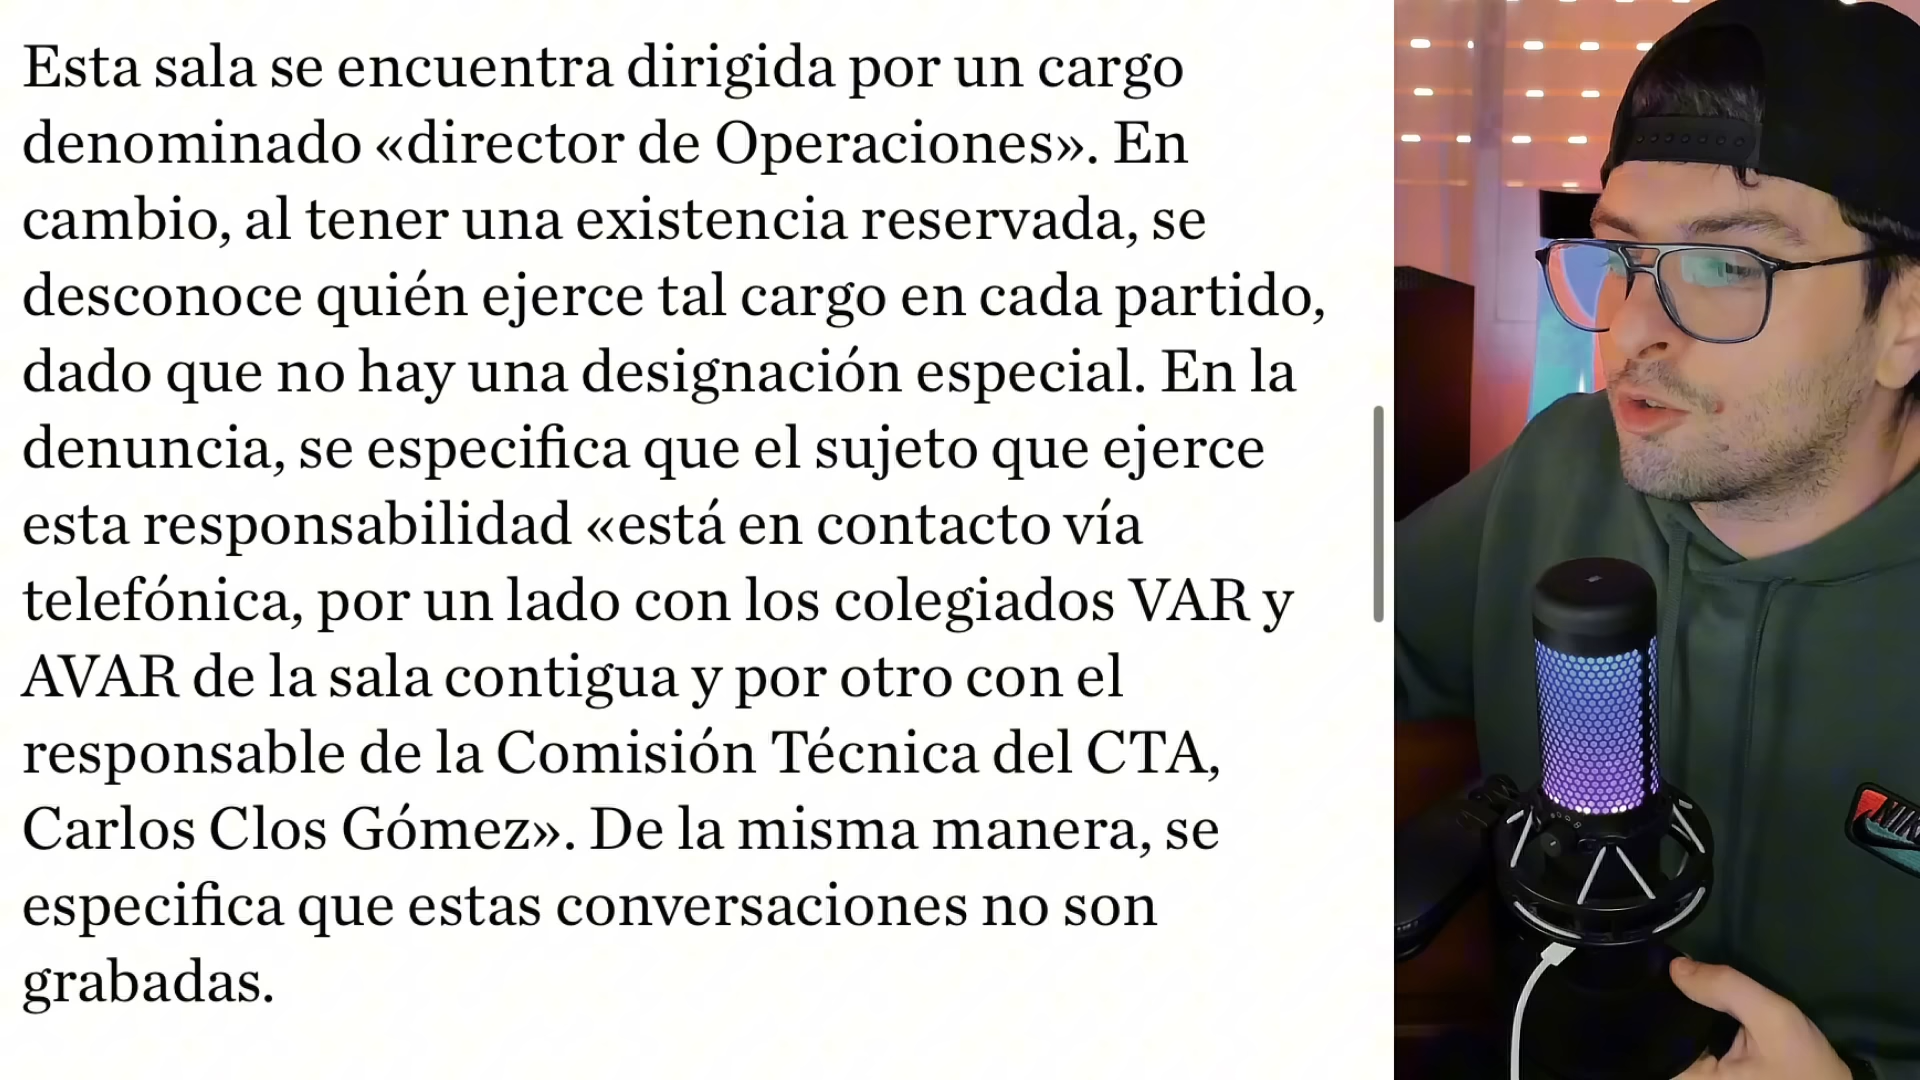 Esta sala se encuentra dirigida por un cargo
denominado «director de Operaciones». En
cambio, al tener una existencia reservada, se
desconoce quién ejerce tal cargo en cada partido,
dado que no hay una designación especial. En la
denuncia, se especifica que el sujeto que ejerce
esta responsabilidad «está en contacto vía
telefónica, por un lado con los colegiados VAR y
AVAR de la sala contigua y por otro con el
responsable de la Comisión Técnica del CTA,
Carlos Clos Gómez». De la misma manera, se
especifica que estas conversaciones no son
grabadas.